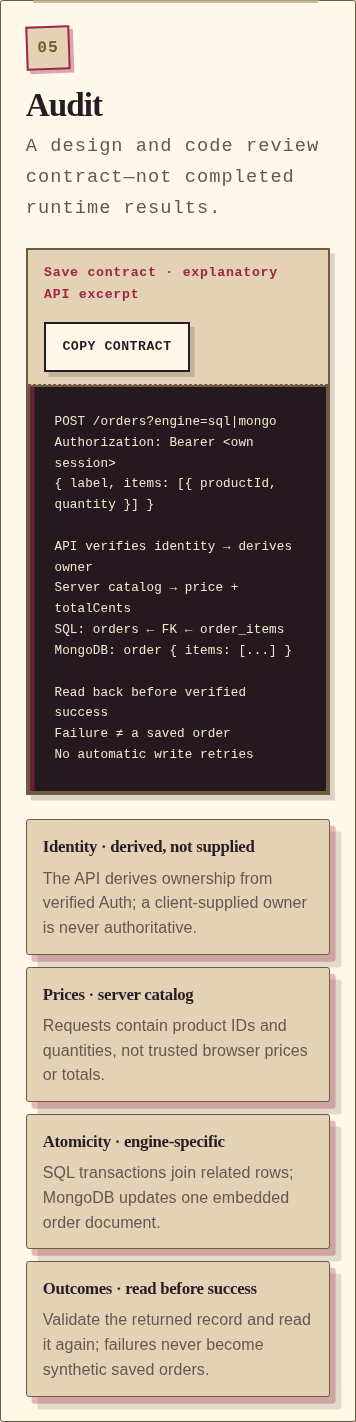 05
Audit
A design and code review
contract—not completed
runtime results.
Save contract · explanatory
API excerpt
COPY CONTRACT
POST /orders?engine=sql|mongo
Authorization: Bearer <own
session>
{ label, items: [{ productId,
quantity }] }
API verifies identity → derives
owner
Server catalog → price +
totalCents
SQL: orders ← FK ← order_items
MongoDB: order { items: [...] }
Read back before verified
success
Failure ≠ a saved order
No automatic write retries
Identity · derived, not supplied
The API derives ownership from
verified Auth; a client-supplied owner
is never authoritative.
Prices · server catalog
Requests contain product IDs and
quantities, not trusted browser prices
or totals.
Atomicity · engine-specific
SQL transactions join related rows;
MongoDB updates one embedded
order document.
Outcomes · read before success
Validate the returned record and read
it again; failures never become
synthetic saved orders.